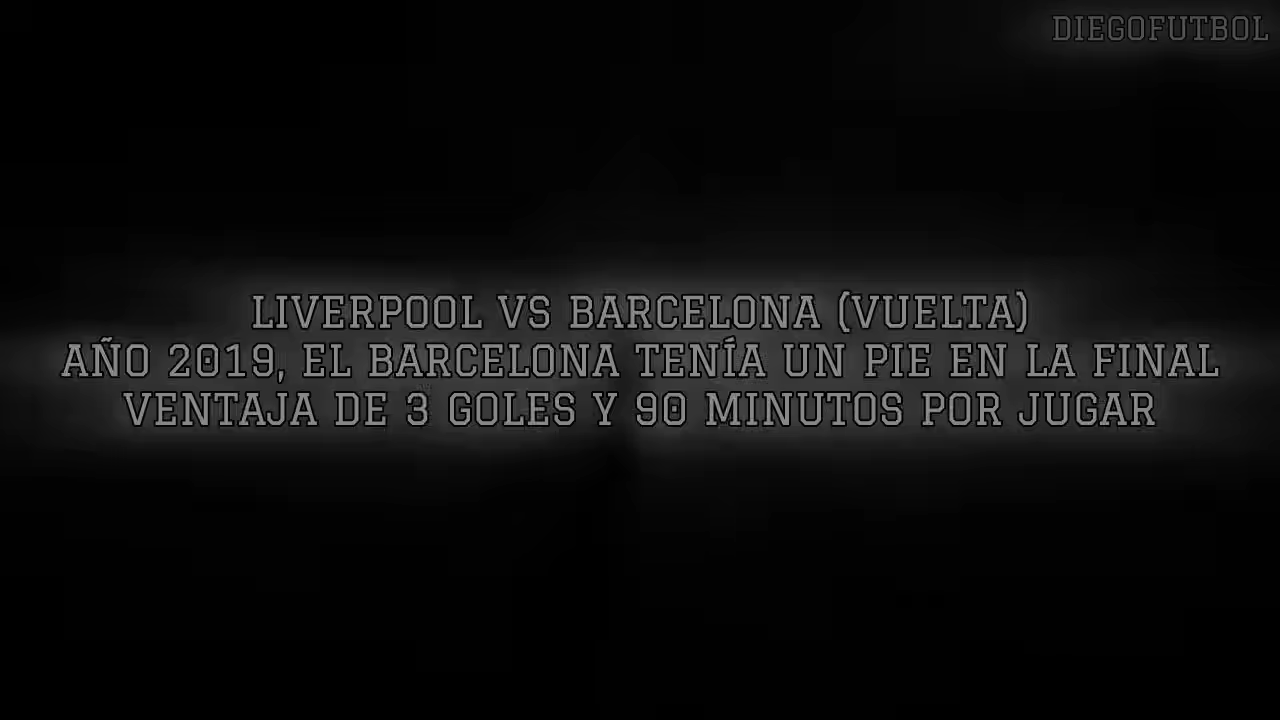 DIEGOFUTBOL
LIVERPOOL VS BARCELONA (VUELTA)
AÑO 2019, EL BARCELONA TENÍA UN PIE EN LA FINAL
VENTAJA DE 3 GOLES Y 90 MINUTOS POR JUGAR